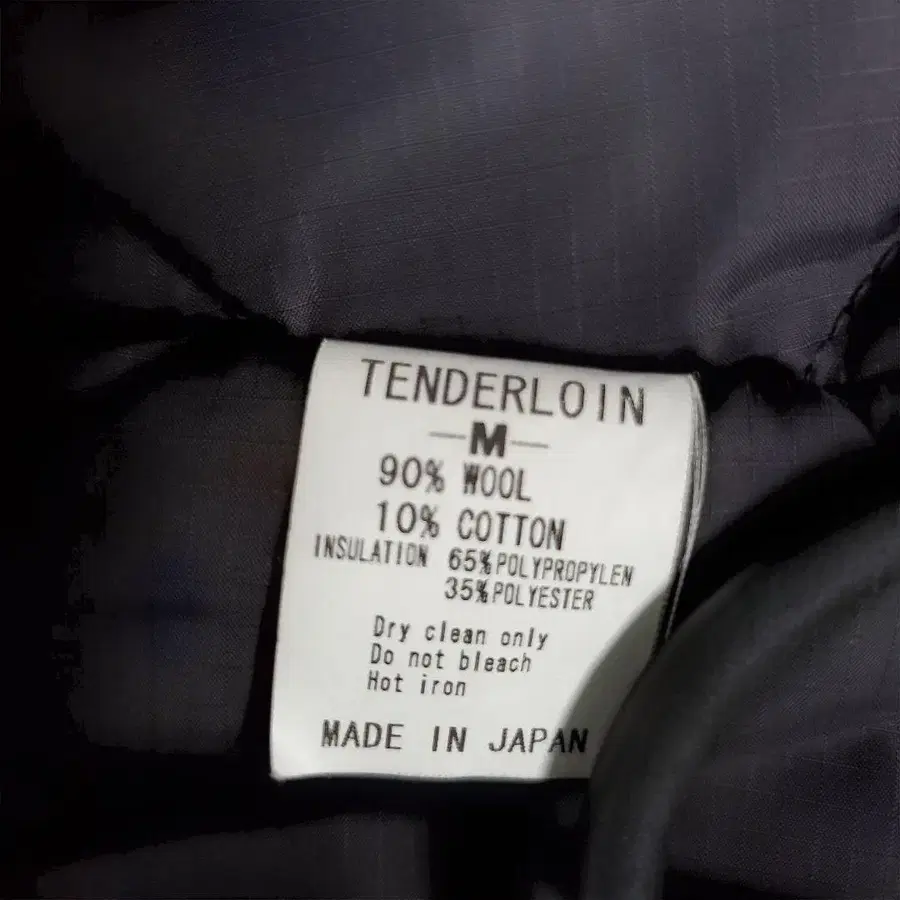 TENDERLOIN
—M—
90% WOOL
10% COTTON
INSULATION 65%POLYPROPYLEN
35%POLYESTER
Dry clean only
Do not bleach
Hot iron
MADE IN JAPAN